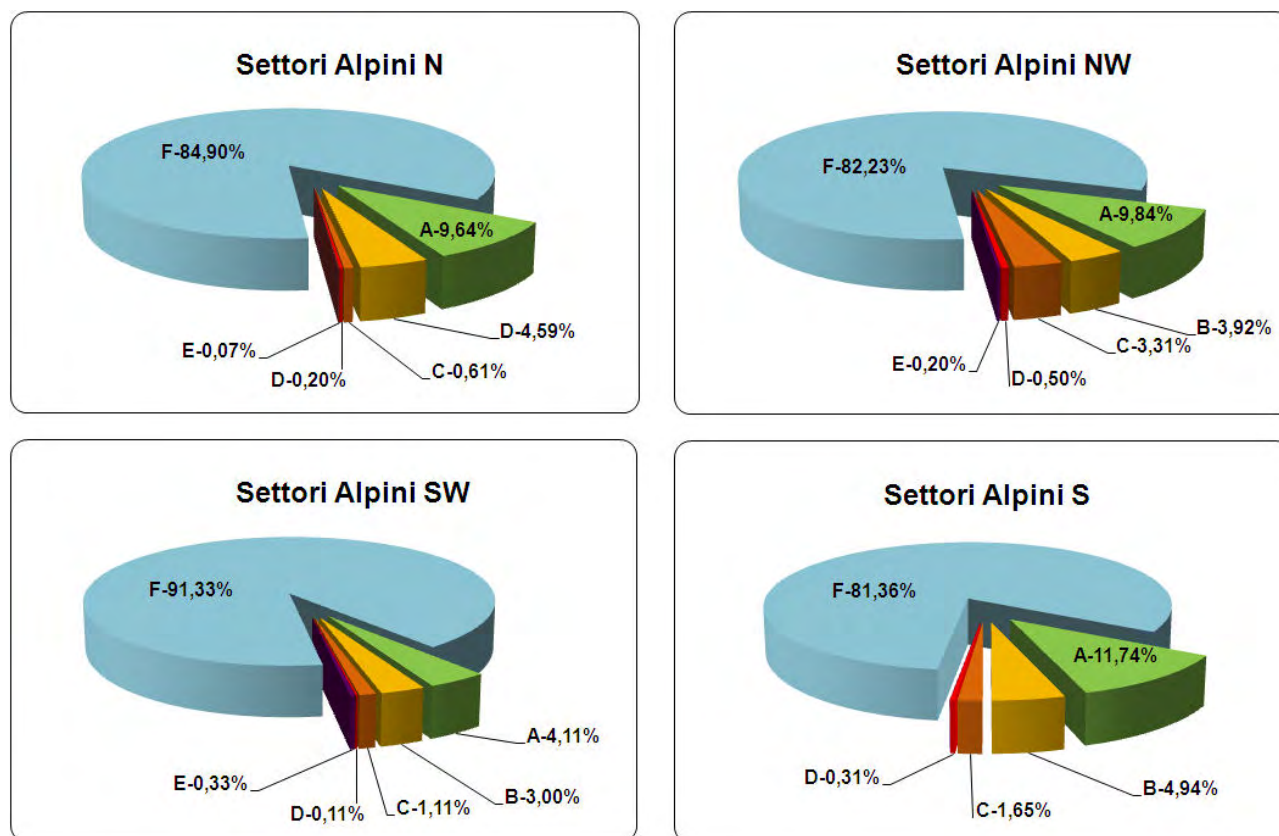 Settori Alpini N
F-84,90%
A-9,64%
D-4,59%
E-0,07%
D-0,20%
C-0,61%
Settori Alpini NW
F-82,23%
A-9,84%
B-3,92%
C-3,31%
E-0,20%
D-0,50%
Settori Alpini SW
F-91,33%
A-4,11%
E-0,33%
B-3,00%
D-0,11%
C-1,11%
Settori Alpini S
F-81,36%
A-11,74%
D-0,31%
B-4,94%
C-1,65%